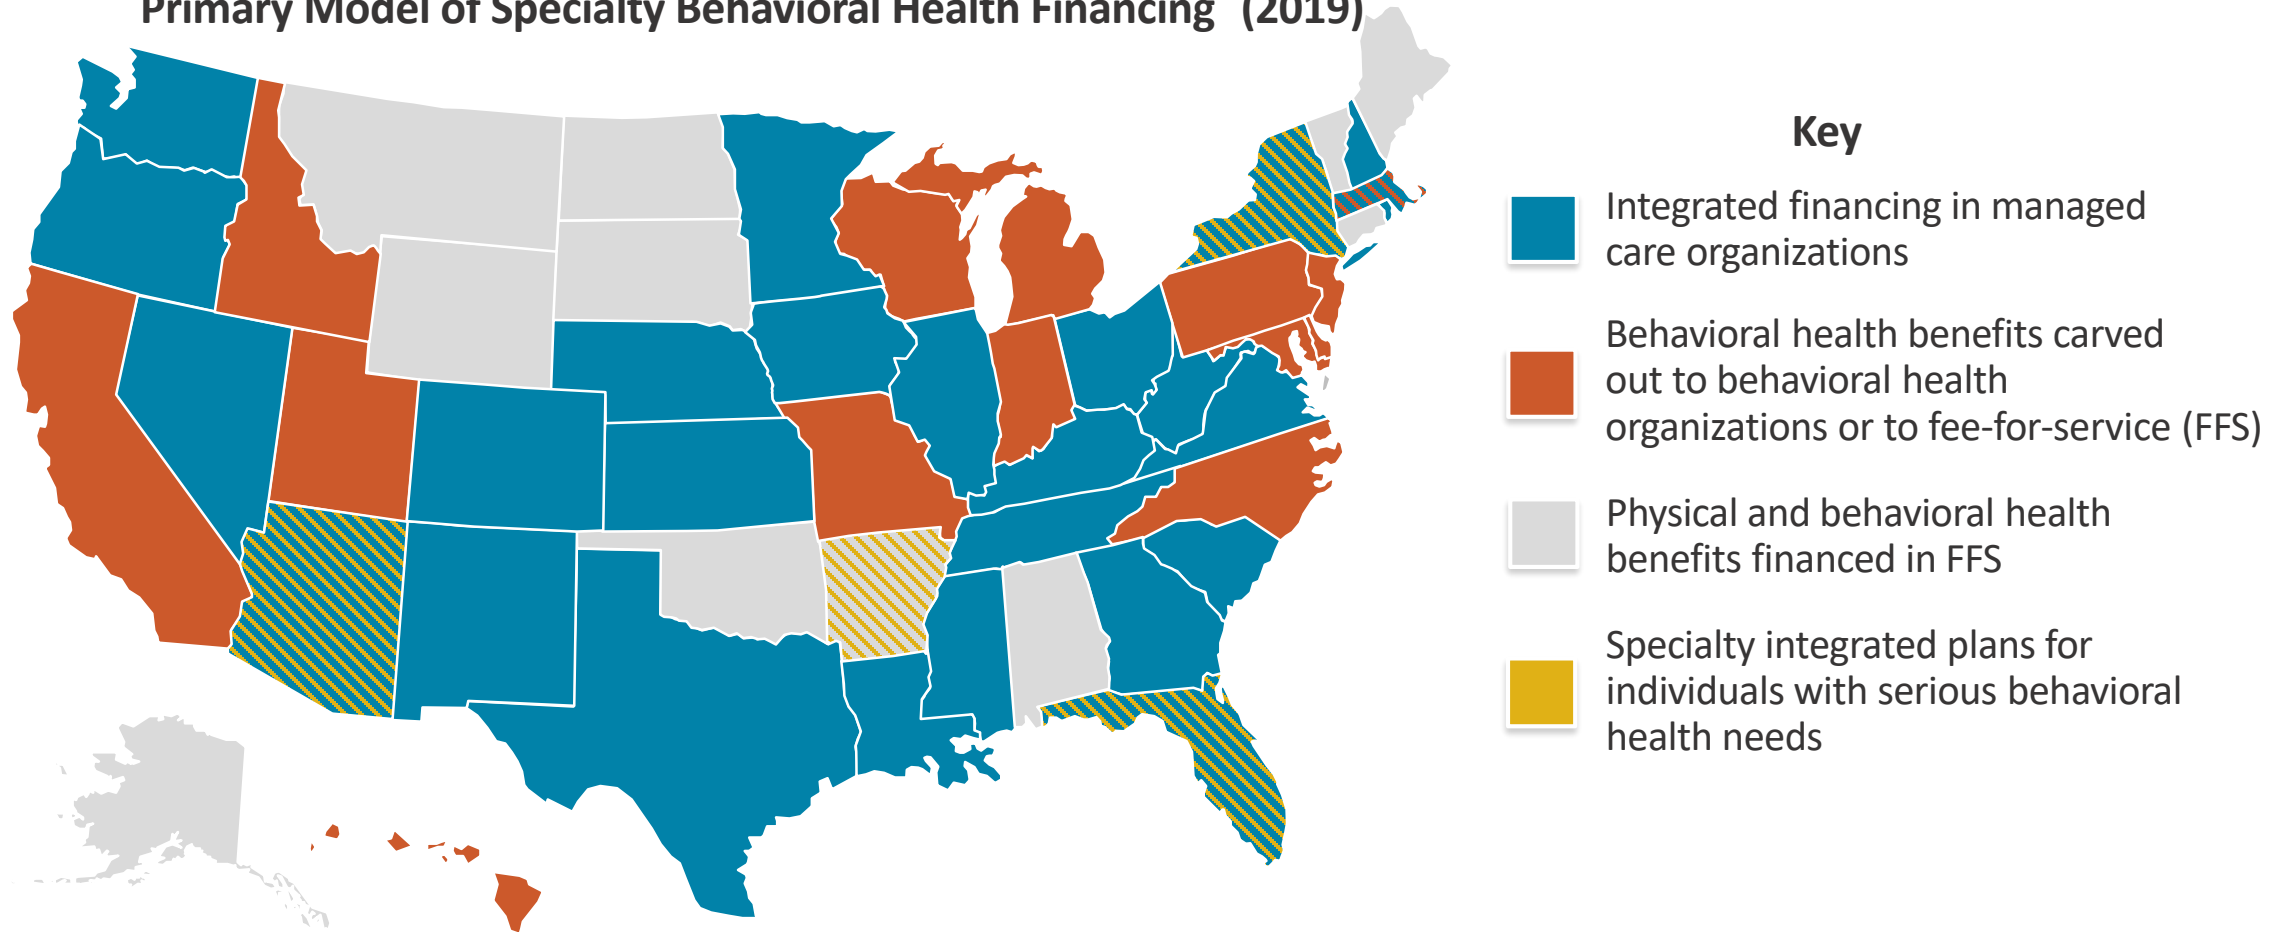 Primary Model of Specialty Behavioral Health Financing (2019)
Key
Integrated financing in managed
care organizations
Behavioral health benefits carved
out to behavioral health
organizations or to fee-for-service (FFS)
Physical and behavioral health
benefits financed in FFS
Specialty integrated plans for
individuals with serious behavioral
health needs